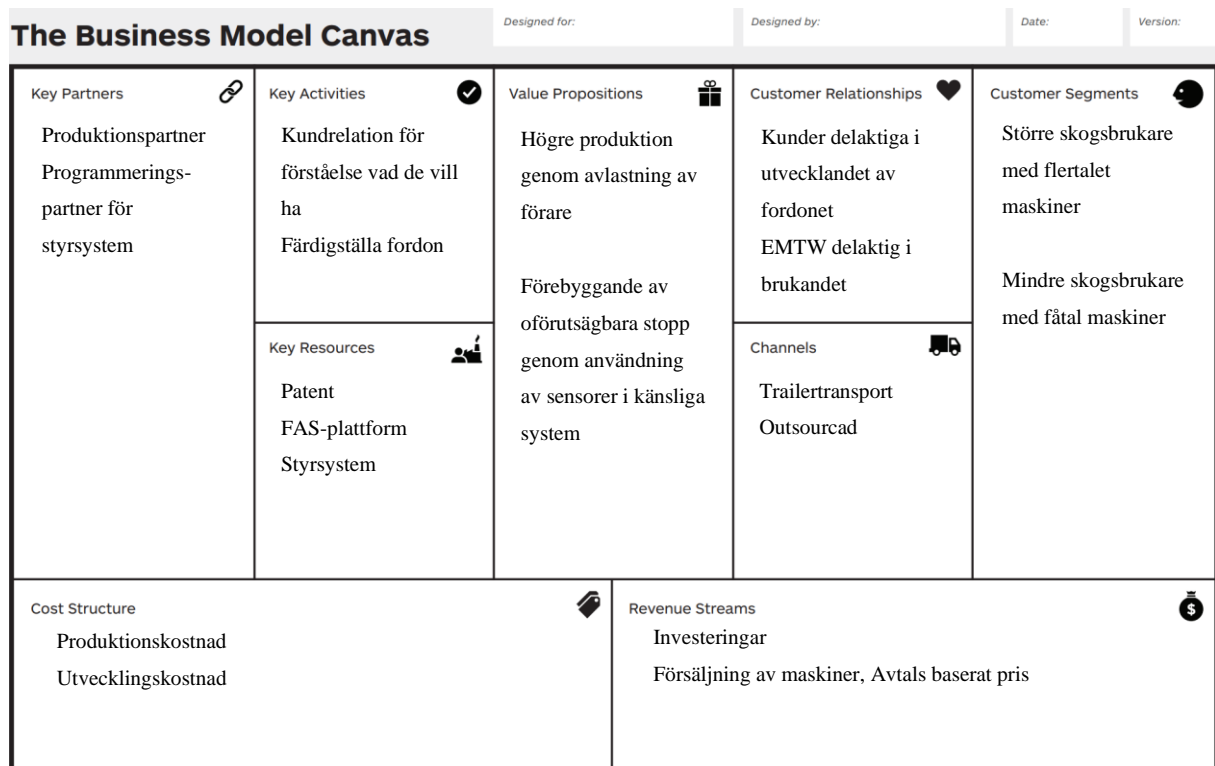 The Business Model Canvas
Designed for:
Designed by:
Date:
Version:
Key Partners
Produktionspartner
Programmerings-
partner för
styrsystem
Key Activities
Kundrelation för
förståelse vad de vill
ha
Färdigställa fordon
Key Resources
Patent
FAS-plattform
Styrsystem
Value Propositions
Högre produktion
genom avlastning av
förare
Förebyggande av
oförutsägbara stopp
genom användning
av sensorer i känsliga
system
Customer Relationships
Kunder delaktiga i
utvecklandet av
fordonet
EMTW delaktig i
brukandet
Channels
Trailertransport
Outsourcad
Customer Segments
Större skogsbrukare
med flertalet
maskiner
Mindre skogsbrukare
med fåtal maskiner
Cost Structure
Produktionskostnad
Utvecklingskostnad
Revenue Streams
Investeringar
Försäljning av maskiner, Avtals baserat pris